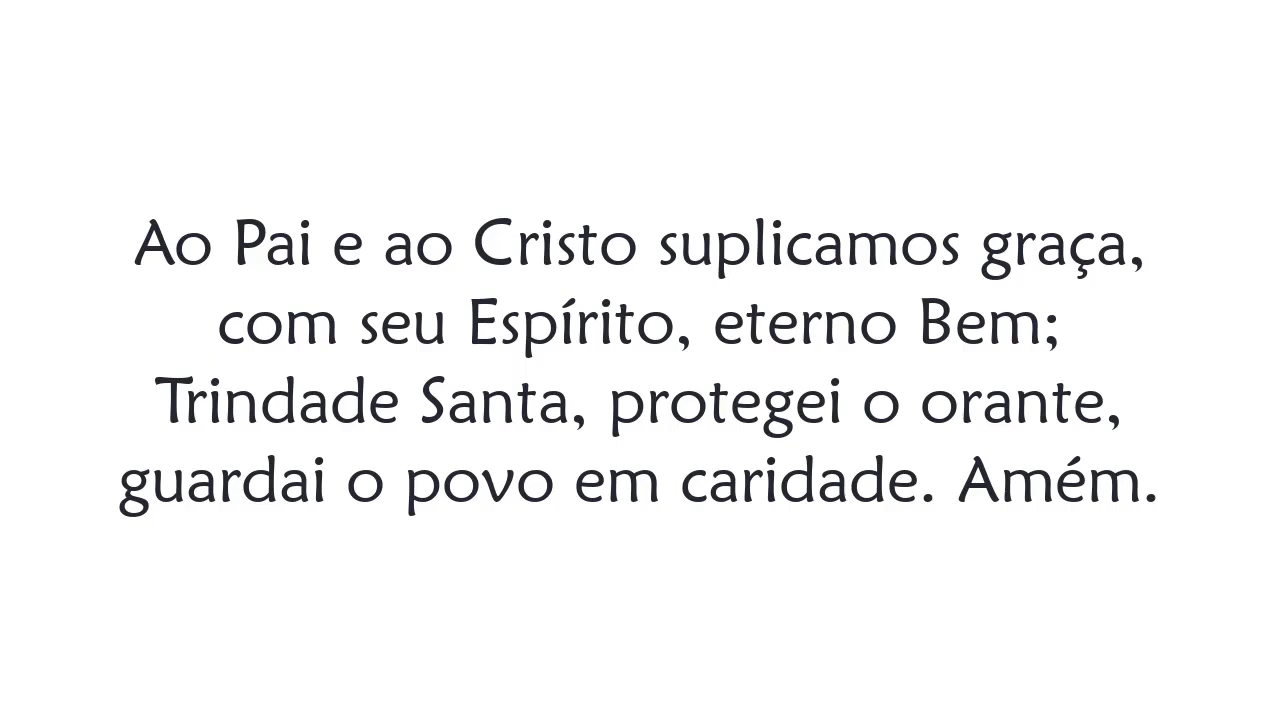 Ao Pai e ao Cristo suplicamos graça,
com seu Espírito, eterno Bem;
Trindade Santa, protegei o orante,
guardai o povo em caridade. Amém.